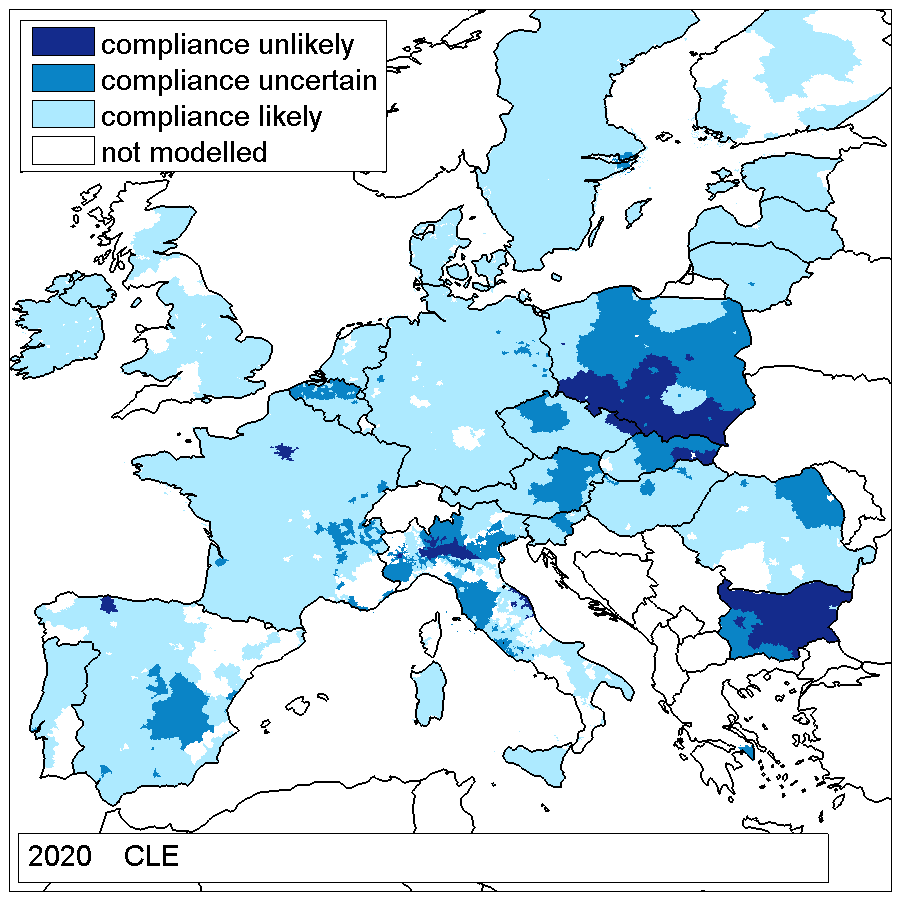 compliance unlikely
compliance uncertain
compliance likely
not modelled
2020 CLE